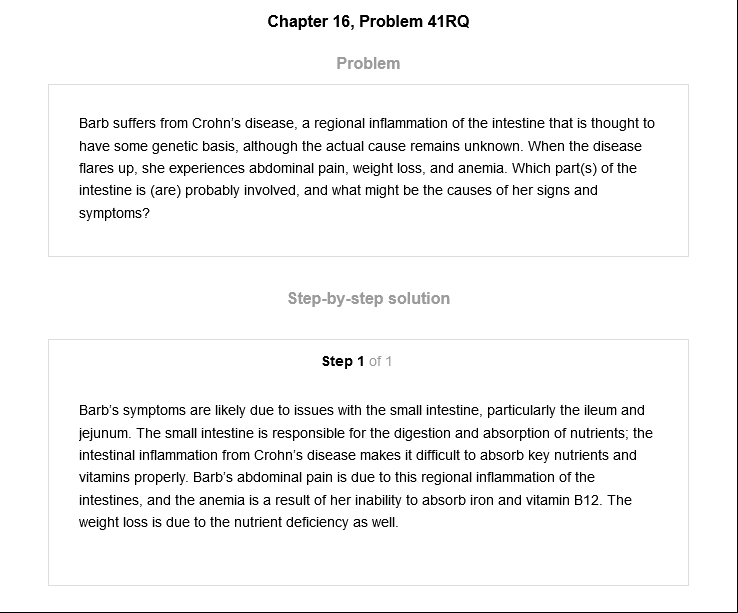 Chapter 16, Problem 41RQ
Problem
Barb suffers from Crohn's disease, a regional inflammation of the intestine that is thought to
have some genetic basis, although the actual cause remains unknown. When the disease
flares up, she experiences abdominal pain, weight loss, and anemia. Which part(s) of the
intestine is (are) probably involved, and what might be the causes of her signs and
symptoms?
Step-by-step solution
Step 1 of 1
Barb's symptoms are likely due to issues with the small intestine, particularly the ileum and
jejunum. The small intestine is responsible for the digestion and absorption of nutrients; the
intestinal inflammation from Crohn's disease makes it difficult to absorb key nutrients and
vitamins properly. Barb's abdominal pain is due to this regional inflammation of the
intestines, and the anemia is a result of her inability to absorb iron and vitamin B12. The
weight loss is due to the nutrient deficiency as well.